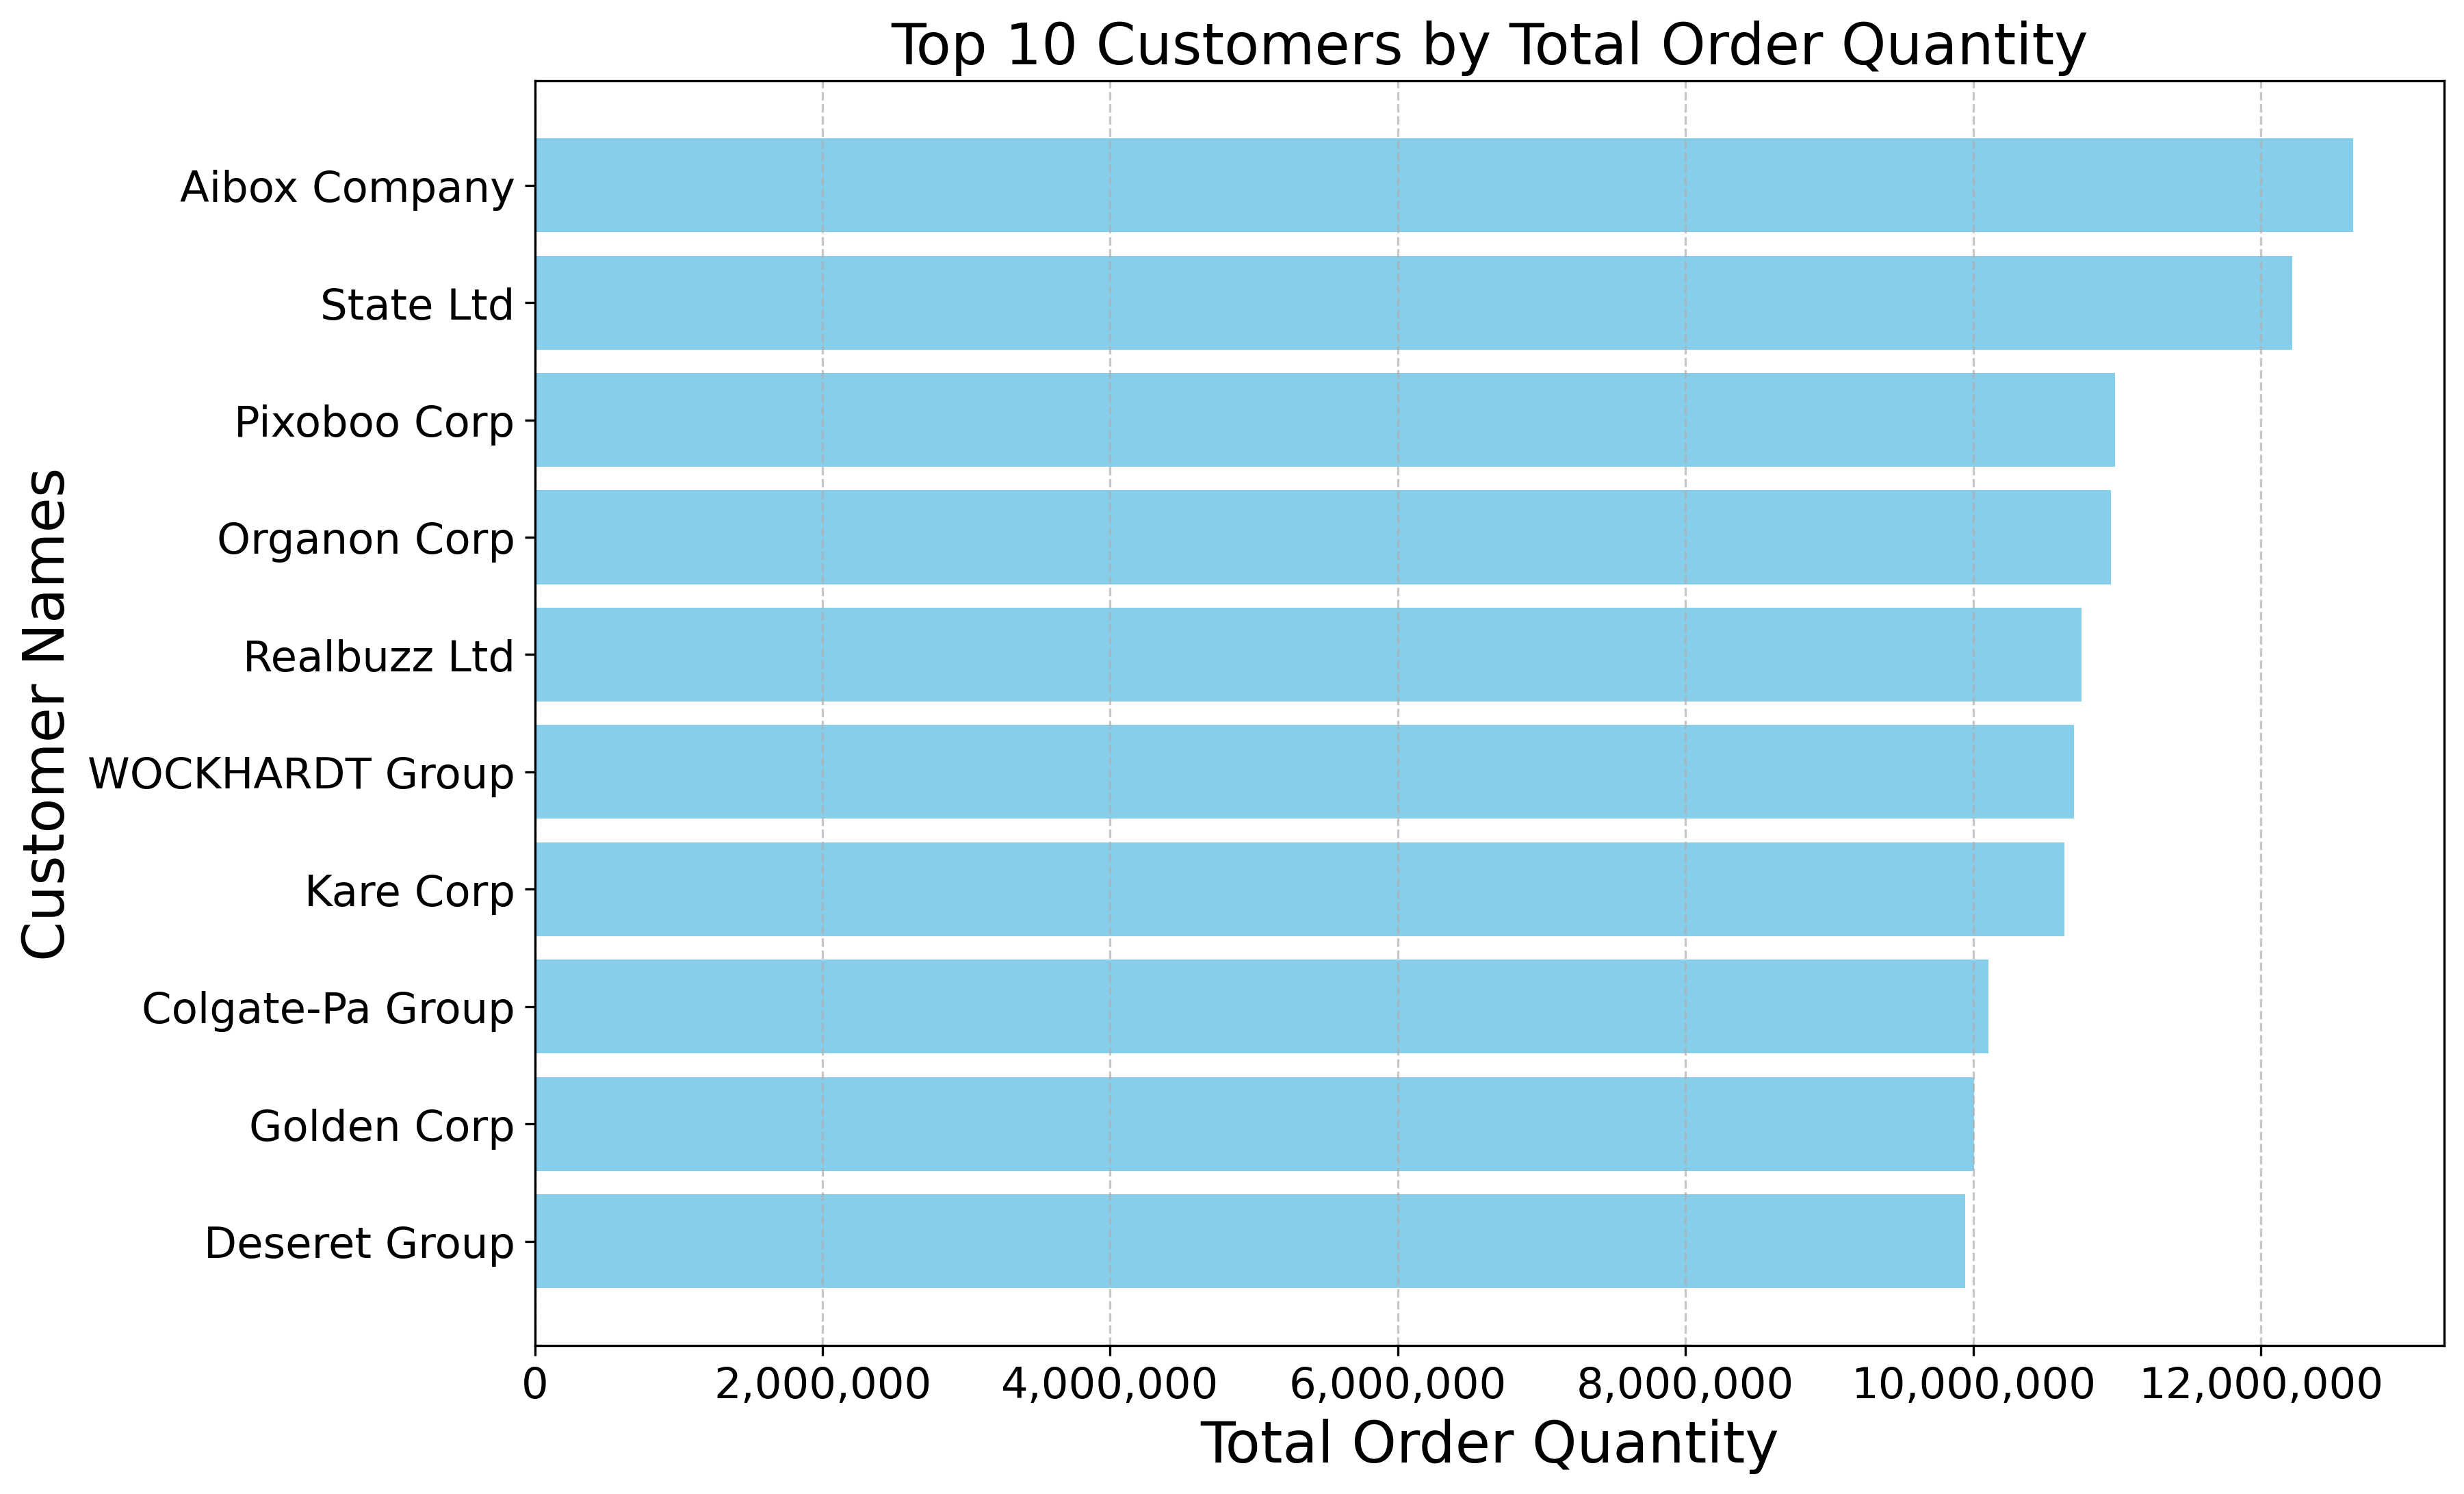 Top 10 Customers by Total Order Quantity
Customer Names
Aibox Company
State Ltd
Pixoboo Corp
Organon Corp
Realbuzz Ltd
WOCKHARDT Group
Kare Corp
Colgate-Pa Group
Golden Corp
Deseret Group
0 2,000,000 4,000,000 6,000,000 8,000,000 10,000,000 12,000,000
Total Order Quantity